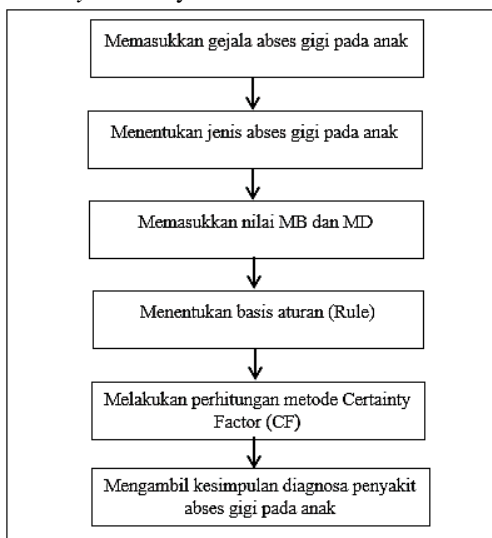 Memasukkan gejala abses gigi pada anak
Menentukan jenis abses gigi pada anak
Memasukkan nilai MB dan MD
Menentukan basis aturan (Rule)
Melakukan perhitungan metode Certainty
Factor (CF)
Mengambil kesimpulan diagnosa penyakit
abses gigi pada anak